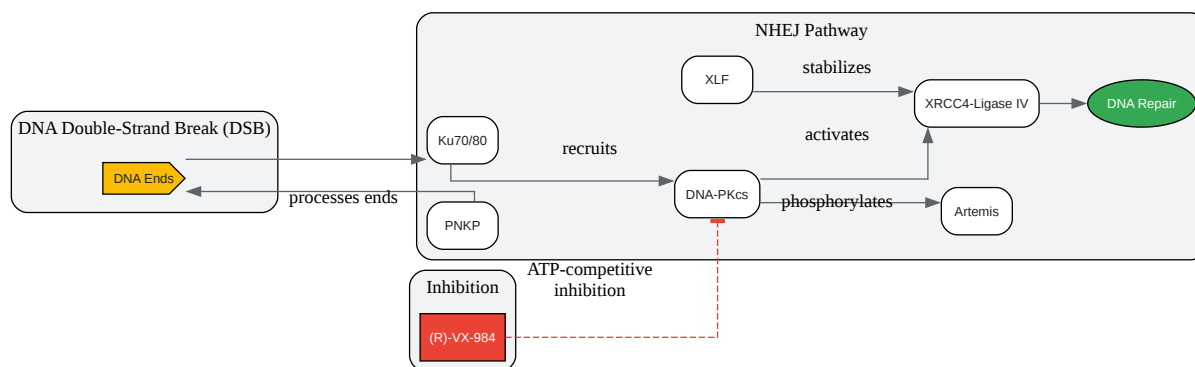 NHEJ Pathway
XLF
stabilizes
XRCC4-Ligase IV
DNA Repair
DNA Double-Strand Break (DSB)
Ku70/80
activates
recruits
DNA Ends
DNA-PKcs
processes ends
phosphorylates
Artemis
PNKP
ATP-competitive
inhibition
Inhibition
(R)-VX-984